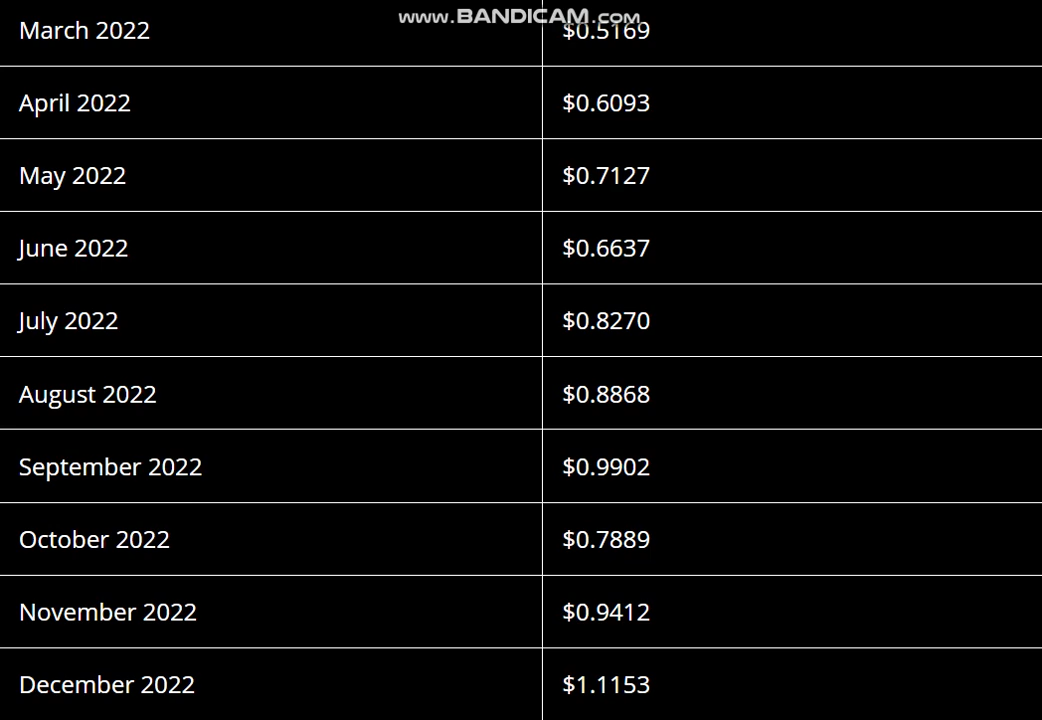 www.BANDICAM.com
March 2022 $0.5169
April 2022 $0.6093
May 2022 $0.7127
June 2022 $0.6637
July 2022 $0.8270
August 2022 $0.8868
September 2022 $0.9902
October 2022 $0.7889
November 2022 $0.9412
December 2022 $1.1153